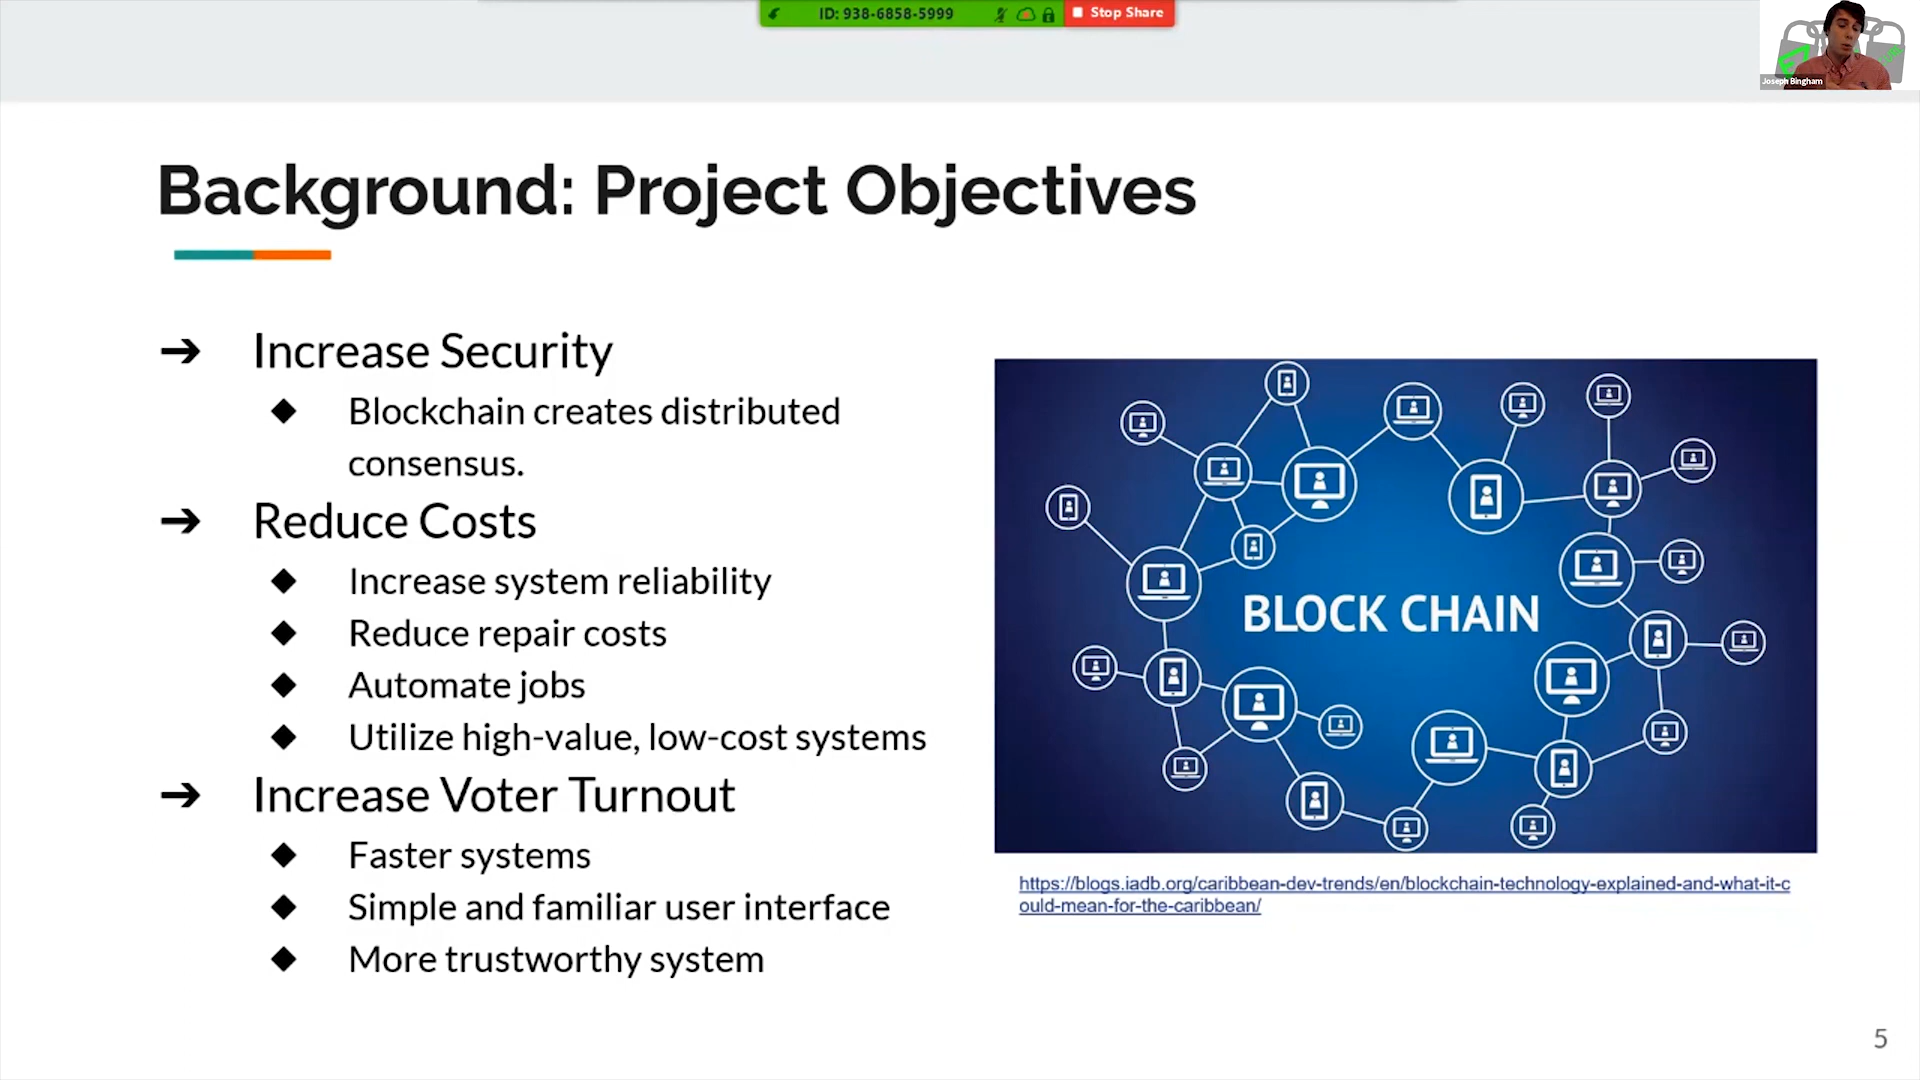 ID: 938-6858-5999
Stop Share
Joseph Bingham
Background: Project Objectives
➔ Increase Security
◆ Blockchain creates distributed
consensus.
➔ Reduce Costs
◆ Increase system reliability
◆ Reduce repair costs
◆ Automate jobs
◆ Utilize high-value, low-cost systems
➔ Increase Voter Turnout
◆ Faster systems
◆ Simple and familiar user interface
◆ More trustworthy system
BLOCK CHAIN
https://blogs.iadb.org/caribbean-dev-trends/en/blockchain-technology-explained-and-what-it-c
ould-mean-for-the-caribbean/
5